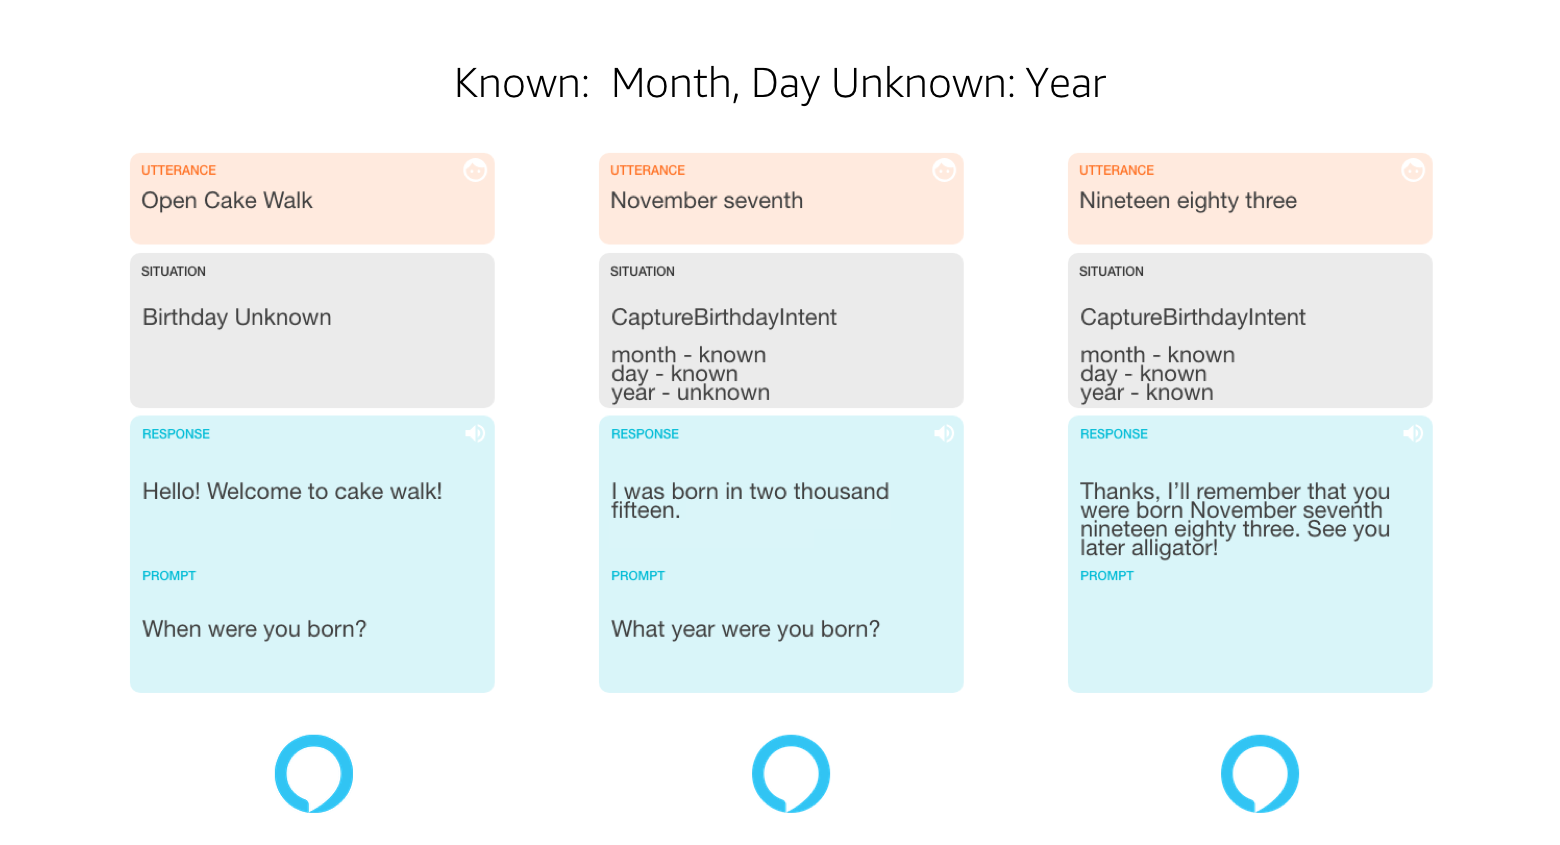 Known:  Month, Day Unknown: Year
UTTERANCE
Open Cake Walk
SITUATION
Birthday Unknown
RESPONSE
Hello! Welcome to cake walk!
PROMPT
When were you born?
UTTERANCE
November seventh
SITUATION
CaptureBirthdayIntent
month - known
day - known
year - unknown
RESPONSE
I was born in two thousand
fifteen.
PROMPT
What year were you born?
UTTERANCE
Nineteen eighty three
SITUATION
CaptureBirthdayIntent
month - known
day - known
year - known
RESPONSE
Thanks, I’ll remember that you
were born November seventh
nineteen eighty three. See you
later alligator!
PROMPT